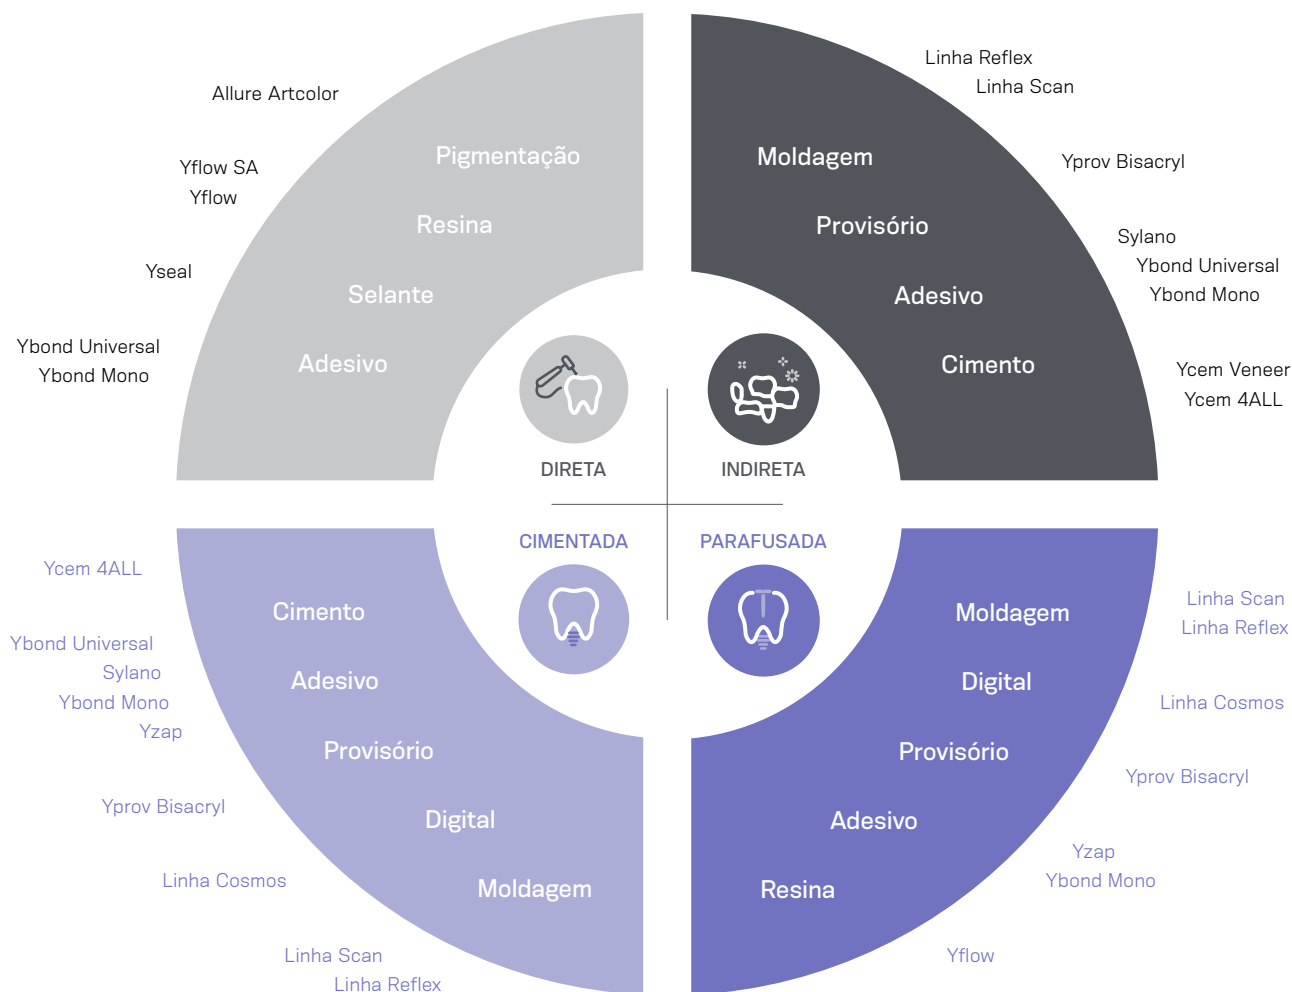 Allure Artcolor
Yflow SA
Yflow
Yseal
Ybond Universal
Ybond Mono
Pigmentação
Resina
Selante
Adesivo
DIRETA
Linha Reflex
Linha Scan
Yprov Bisacryl
Sylano
Ybond Universal
Ybond Mono
Ycem Veneer
Ycem 4ALL
Moldagem
Provisório
Adesivo
Cimento
INDIRETA
CIMENTADA
Ycem 4ALL
Ybond Universal
Sylano
Ybond Mono
Yzap
Yprov Bisacryl
Linha Cosmos
Linha Scan
Linha Reflex
Cimento
Adesivo
Provisório
Digital
Moldagem
PARAFUSADA
Moldagem
Digital
Provisório
Adesivo
Resina
Linha Scan
Linha Reflex
Linha Cosmos
Yprov Bisacryl
Yzap
Ybond Mono
Yflow